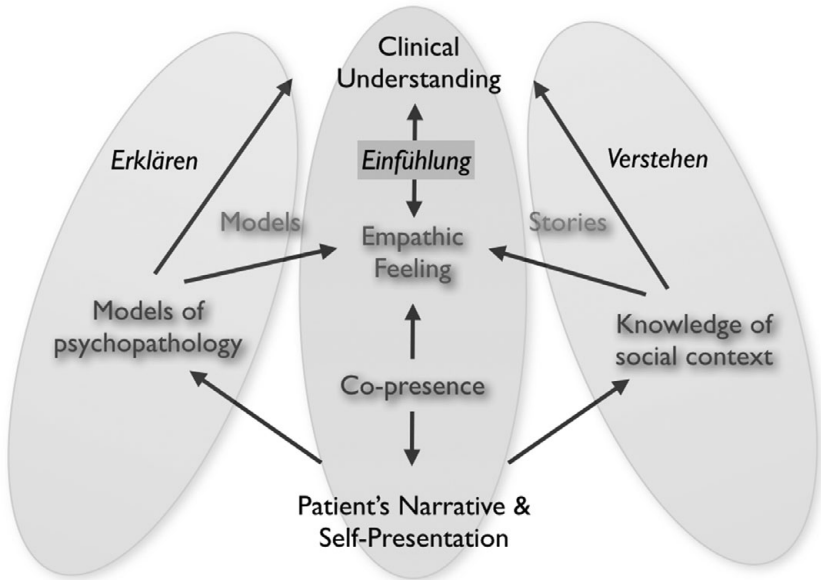 Clinical
Understanding
Erklären
Einfühlung
Verstehen
Models
Stories
Empathic
Feeling
Models of
psychopathology
Knowledge of
social context
Co-presence
Patient's Narrative &
Self-Presentation